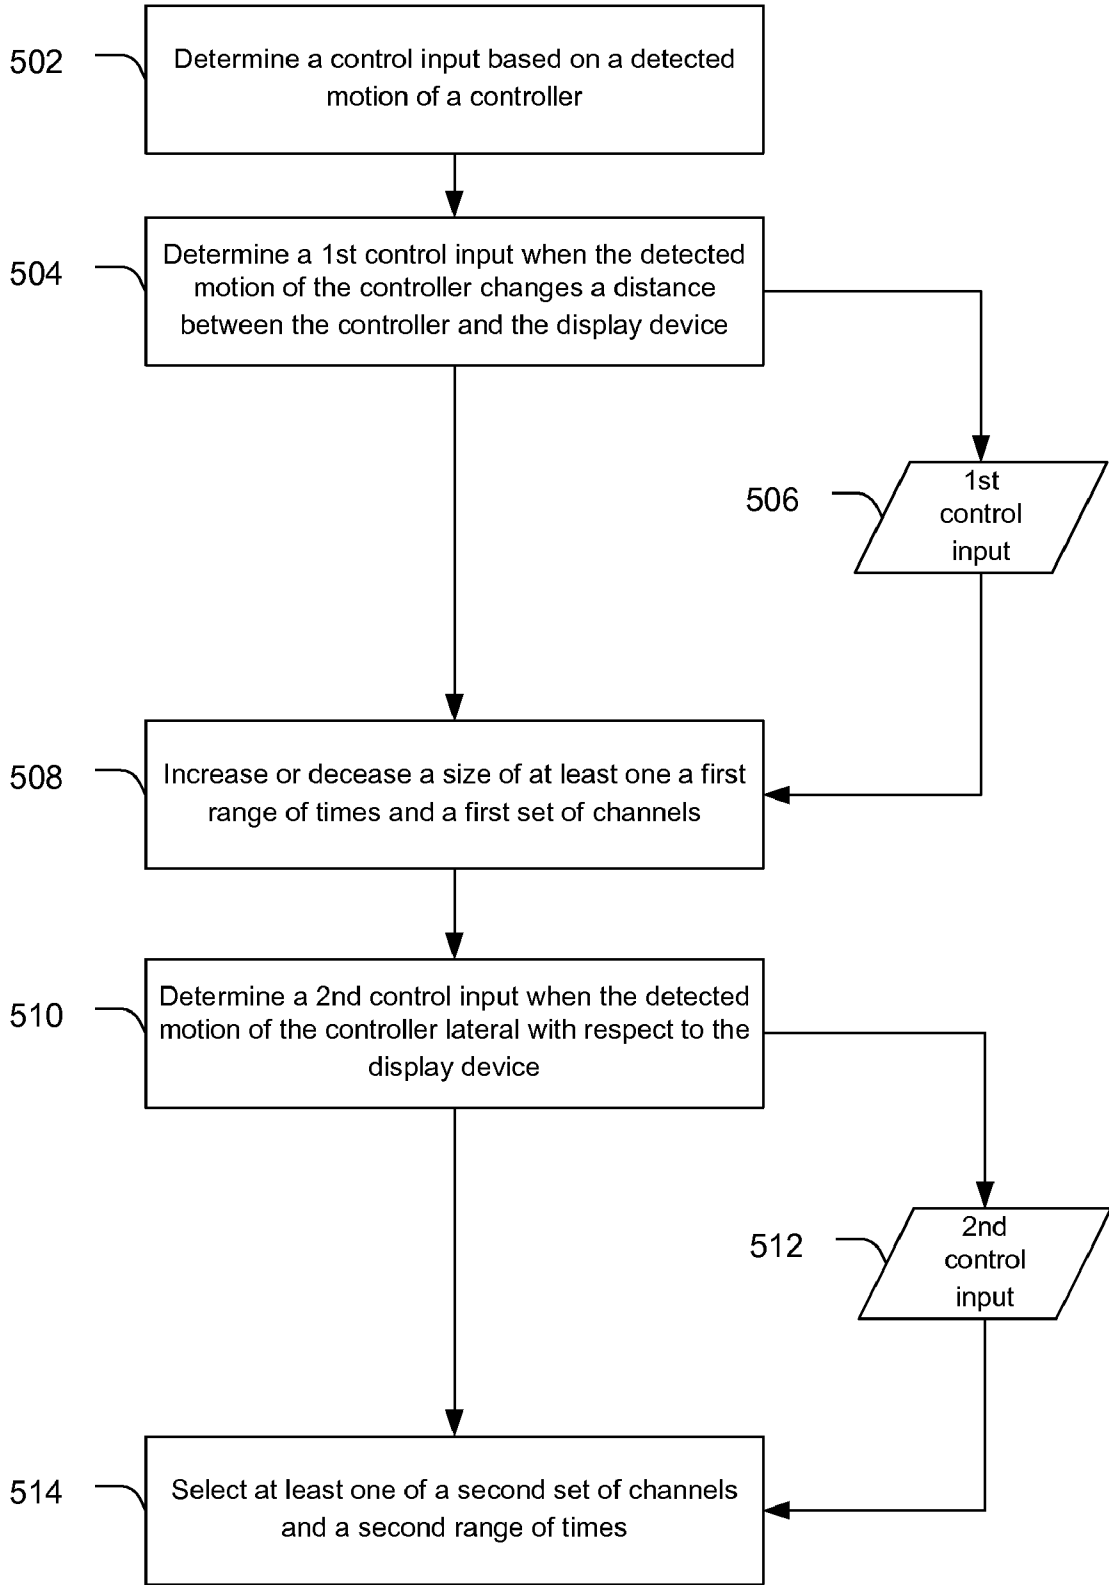 502
Determine a control input based on a detected
motion of a controller
504
Determine a 1st control input when the detected
motion of the controller changes a distance
between the controller and the display device
506
1st
control
input
508
Increase or decease a size of at least one a first
range of times and a first set of channels
510
Determine a 2nd control input when the detected
motion of the controller lateral with respect to the
display device
512
2nd
control
input
514
Select at least one of a second set of channels
and a second range of times